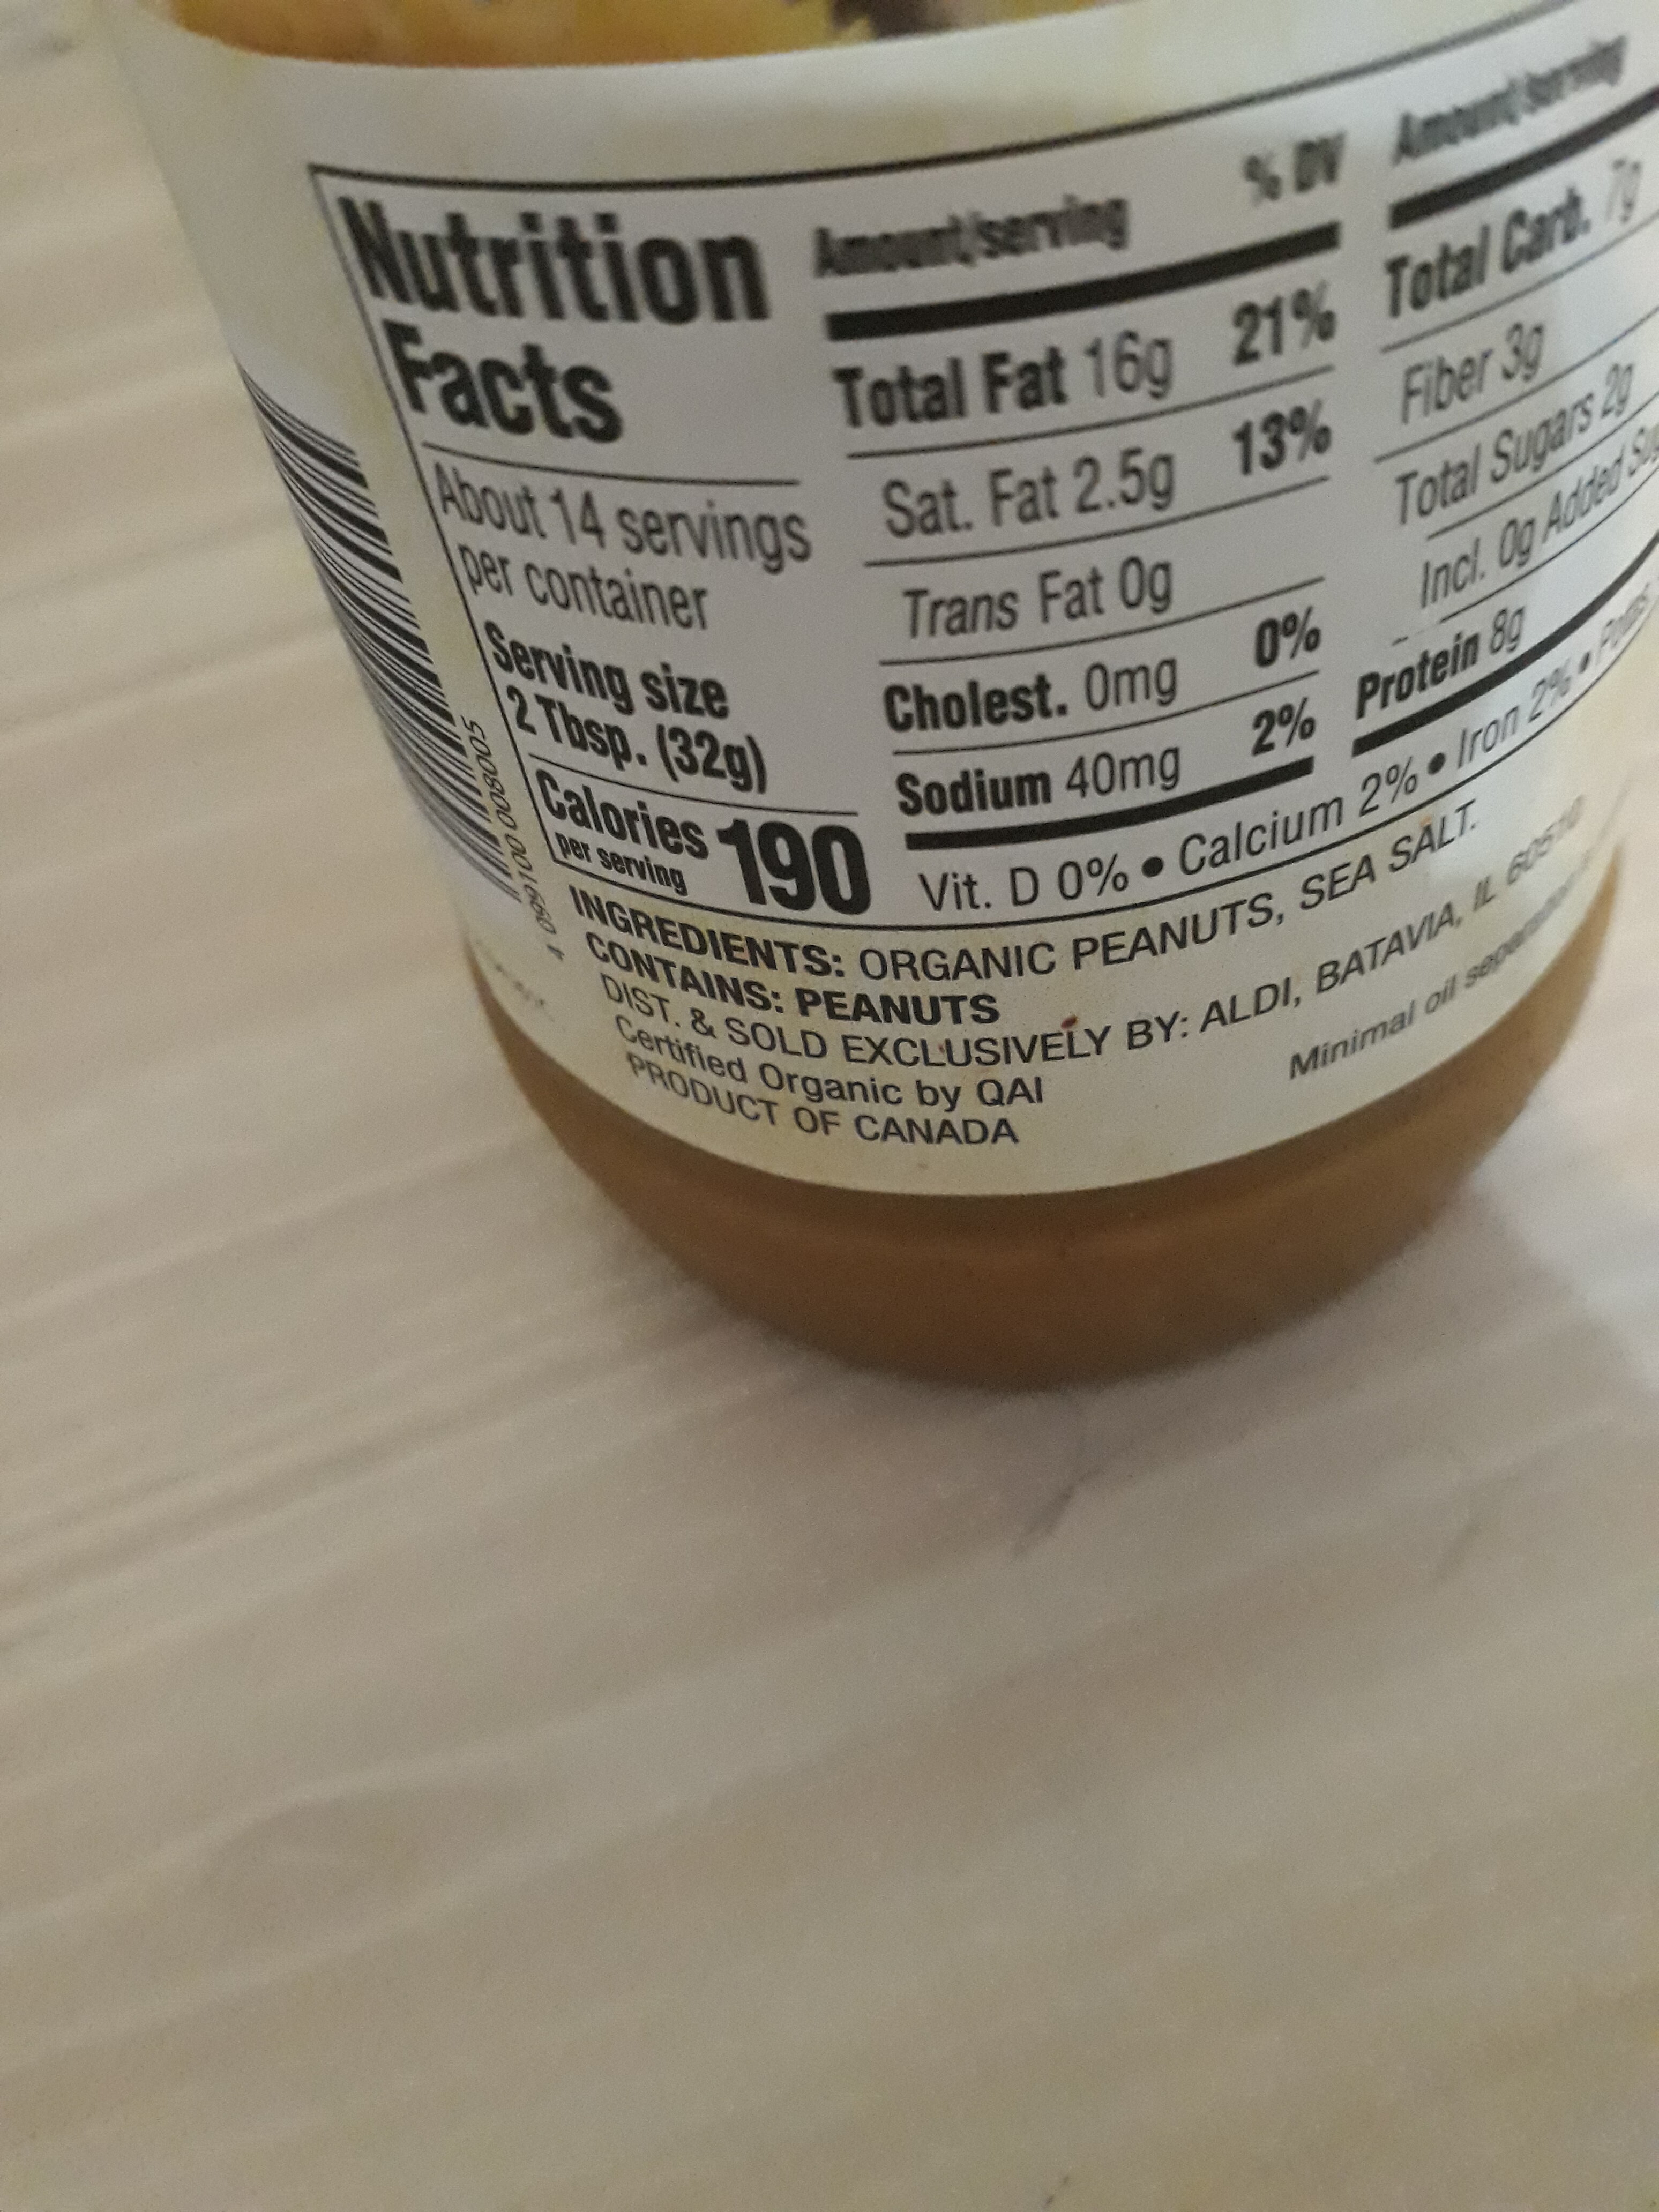 Nutrition
Facts
About 14 servings
per container
Serving size
2 Tbsp. (32g)
Calories
per serving
190
Amount/serving % DV
Total Fat 16g 21%
Sat. Fat 2.5g 13%
Trans Fat 0g
Cholest. 0mg 0%
Sodium 40mg 2%
Amount/serving
Total Carb. 7g
Fiber 3g
Total Sugars 2g
Incl. 0g Added
Protein 8g
Vit. D 0% • Calcium 2% • Iron 2% •
INGREDIENTS: ORGANIC PEANUTS, SEA SALT.
CONTAINS: PEANUTS
DIST. & SOLD EXCLUSIVELY BY: ALDI, BATAVIA, IL 60510
Certified Organic by QAI
PRODUCT OF CANADA
Minimal oil